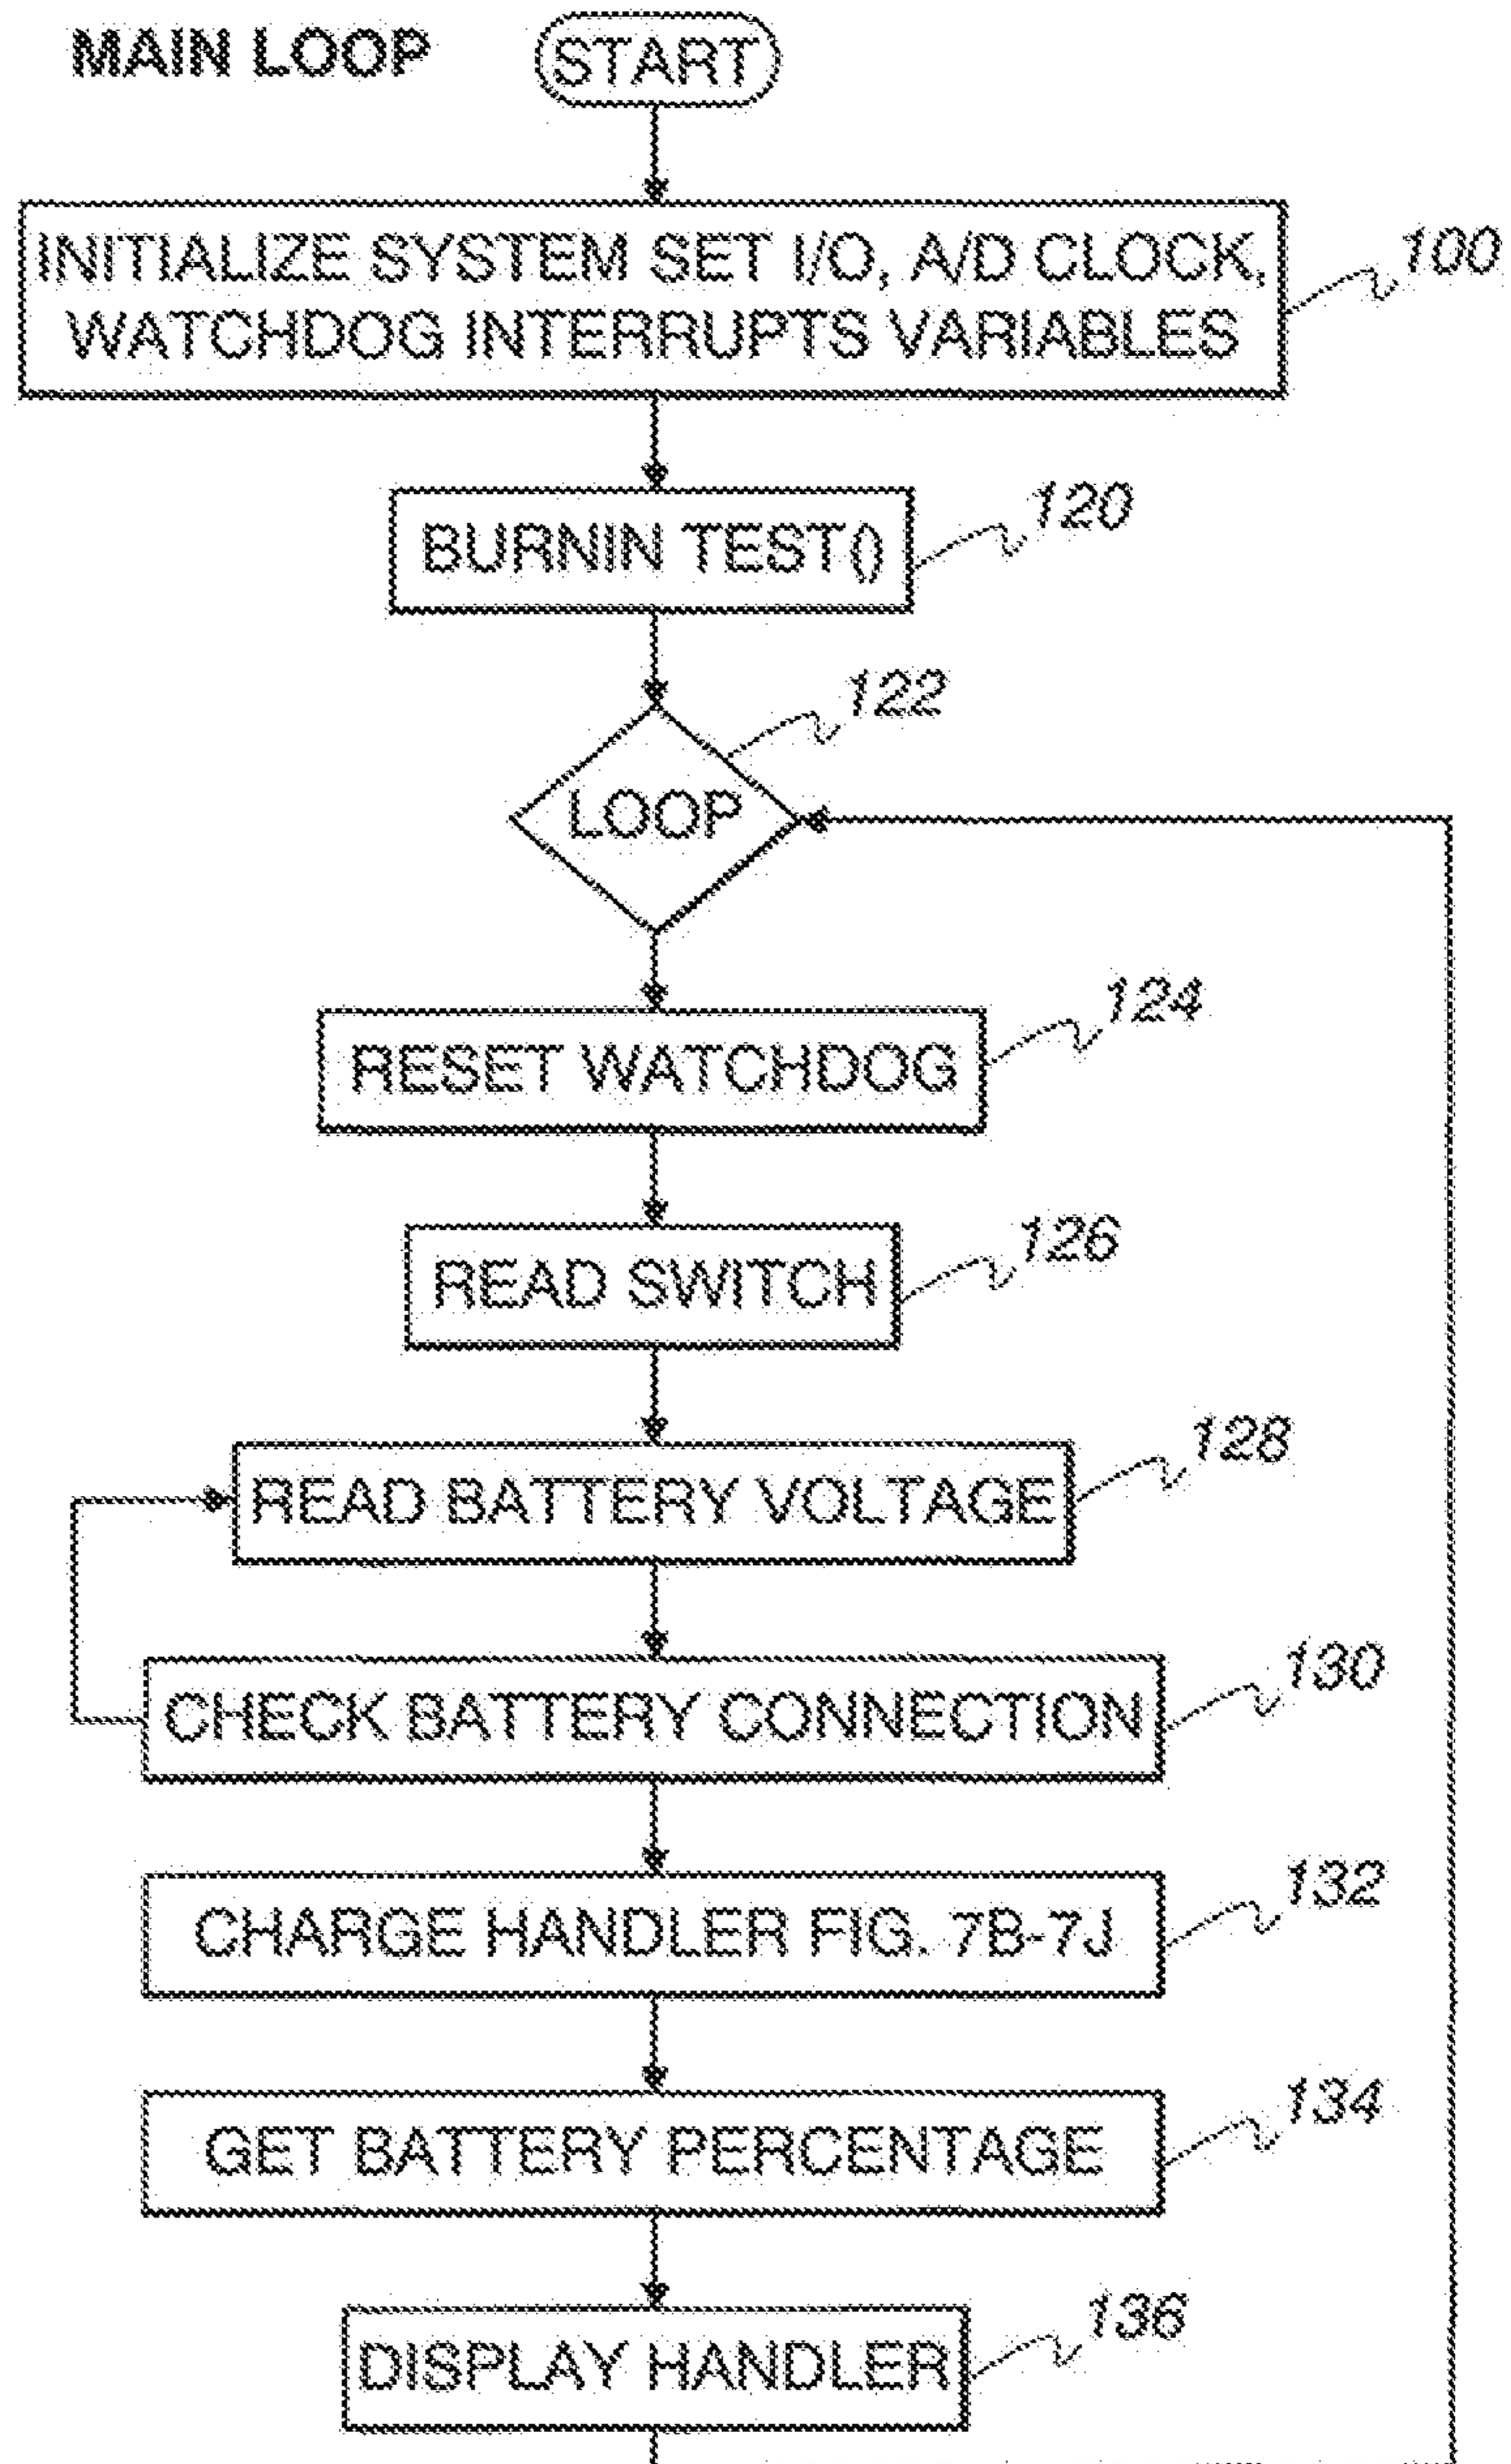 MAIN LOOP
START
INITIALIZE SYSTEM SET I/O, A/D CLOCK,
WATCHDOG INTERRUPTS VARIABLES
100
BURNIN TEST()
120
122
LOOP
RESET WATCHDOG
124
READ SWITCH
126
READ BATTERY VOLTAGE
128
CHECK BATTERY CONNECTION
130
CHARGE HANDLER FIG. 7B-7J
132
GET BATTERY PERCENTAGE
134
DISPLAY HANDLER
136